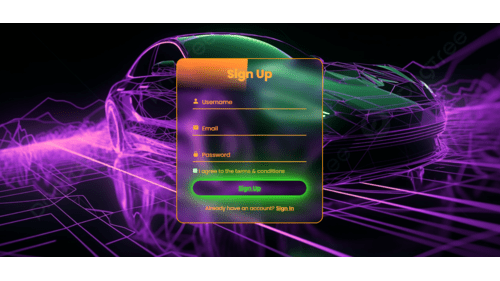 Sign Up
Username
Email
Password
I agree to the terms & conditions
Sign Up
Already have an account? Sign In